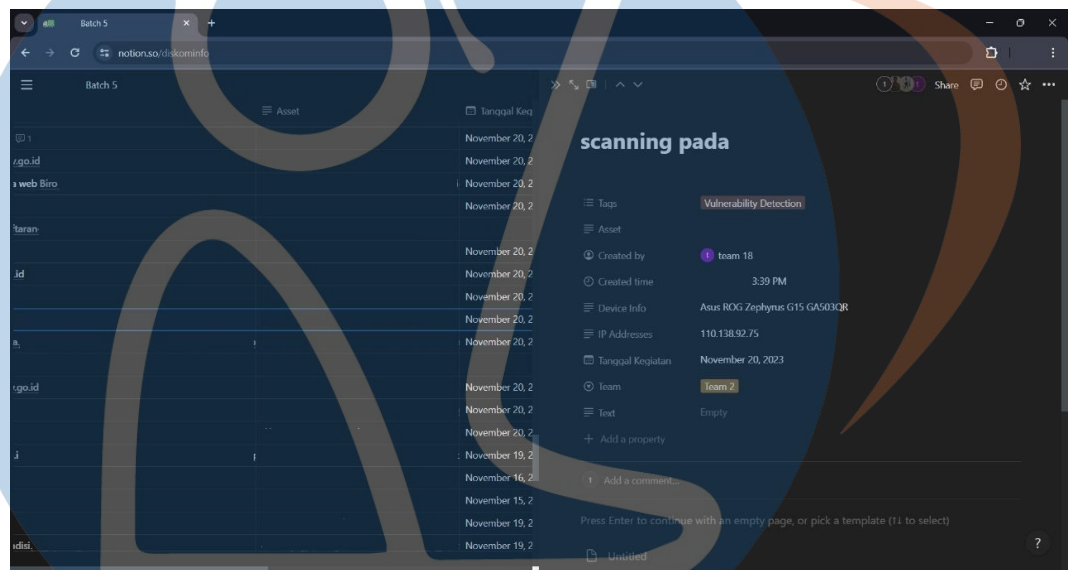 Batch 5
notion.so/diskominfo
Batch 5
Share
Asset
Tanggal Keg
1
November 20, 2
.go.id
November 20, 2
a web Biro
November 20, 2
November 20, 2
taran-
November 20, 2
.id
November 20, 2
November 20, 2
November 20, 2
a.
November 20, 2
.go.id
November 20, 2
November 20, 2
November 20, 2
.i
November 19, 2
November 16, 2
November 15, 2
November 19, 2
disi.
November 19, 2
scanning pada
Tags Vulnerability Detection
Asset
Created by t team 18
Created time 3:39 PM
Device Info Asus ROG Zephyrus G15 GA503QR
IP Addresses 110.138.92.75
Tanggal Kegiatan November 20, 2023
Team Team 2
Text Empty
+ Add a property
Add a comment...
Press Enter to continue with an empty page, or pick a template (↑↓ to select)
Untitled
?